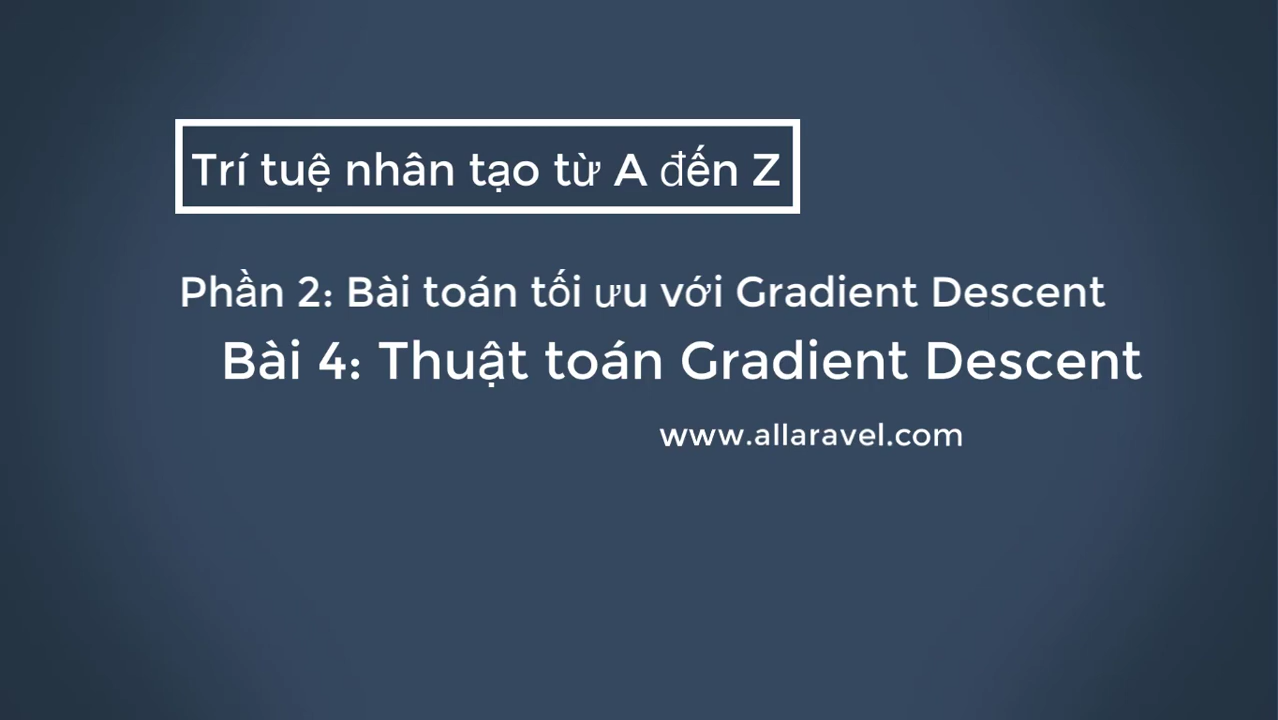 Trí tuệ nhân tạo từ A đến Z
Phần 2: Bài toán tối ưu với Gradient Descent
Bài 4: Thuật toán Gradient Descent
www.allaravel.com